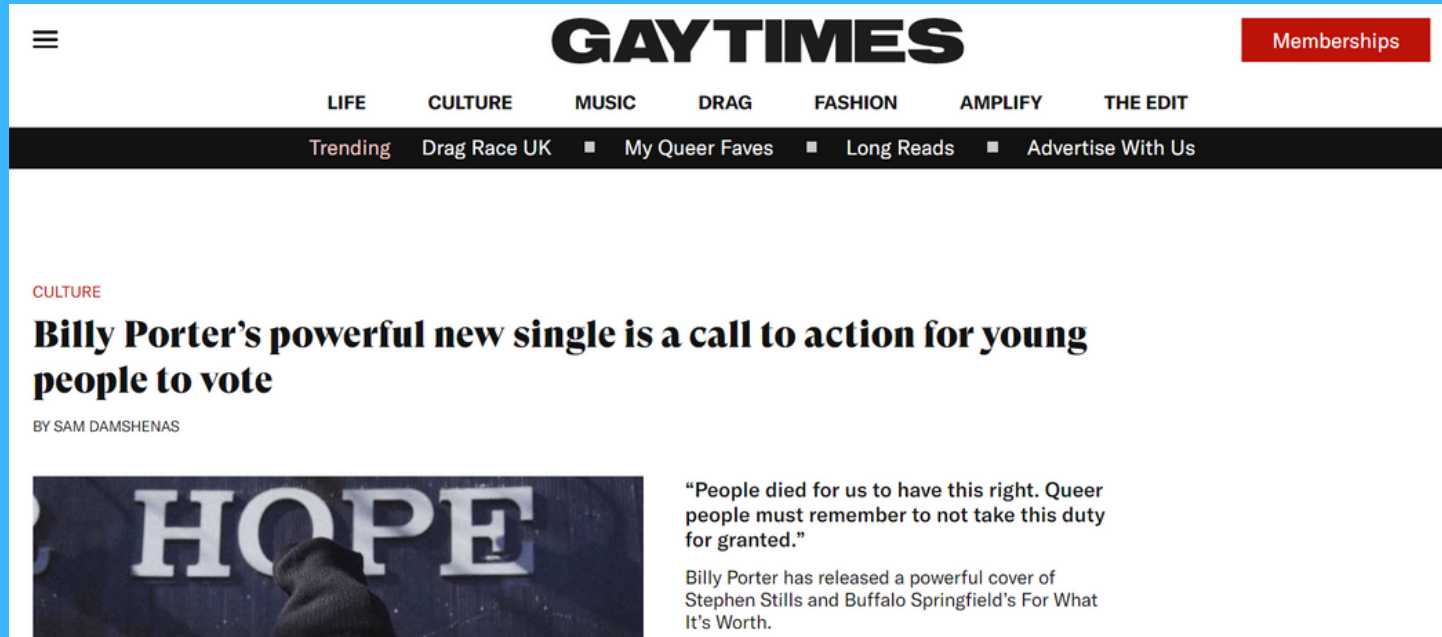 GAY TIMES
Memberships
LIFE CULTURE MUSIC DRAG FASHION AMPLIFY THE EDIT
Trending Drag Race UK ■ My Queer Faves ■ Long Reads ■ Advertise With Us
CULTURE
Billy Porter’s powerful new single is a call to action for young
people to vote
BY SAM DAMSHENAS
HOPE
“People died for us to have this right. Queer
people must remember to not take this duty
for granted.”
Billy Porter has released a powerful cover of
Stephen Stills and Buffalo Springfield’s For What
It's Worth.